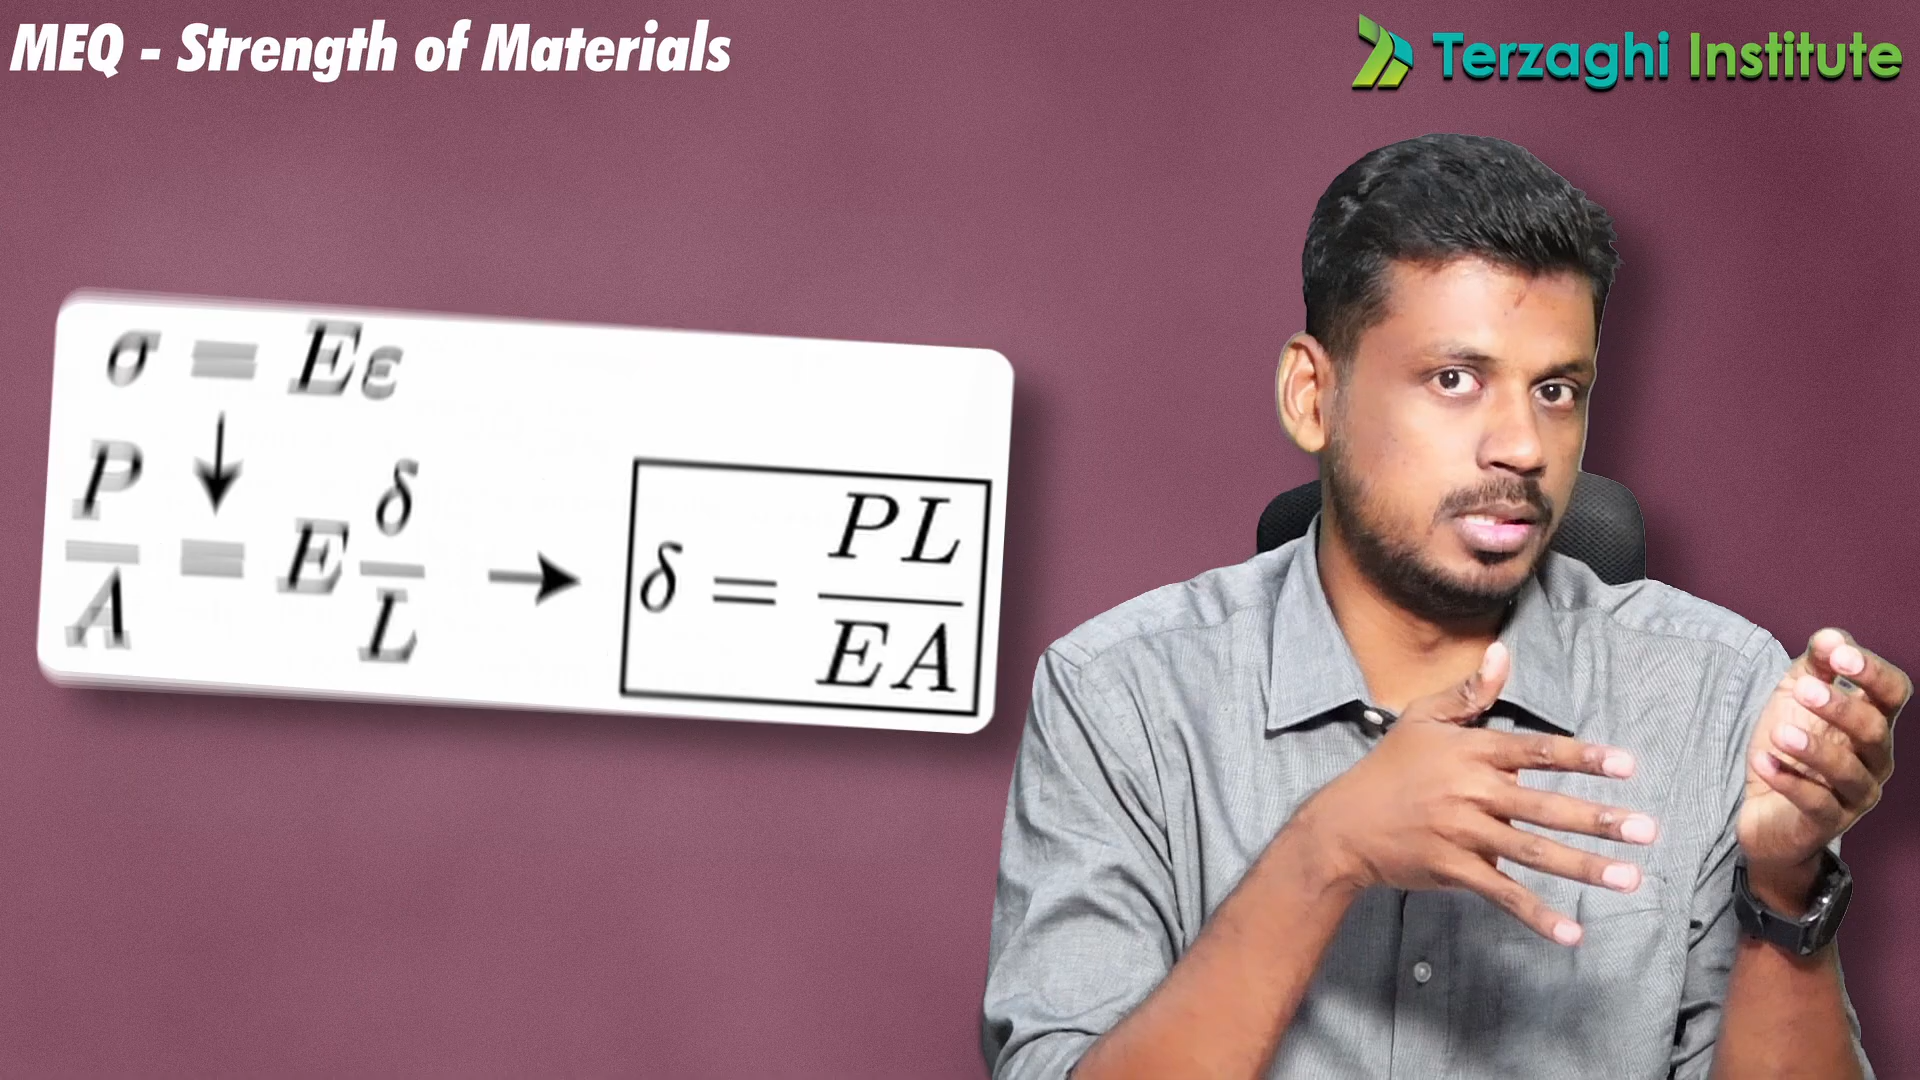 MEQ - Strength of Materials
Terzaghi Institute
σ = Eε
↓
P/A = E δ/L → δ = PL/EA